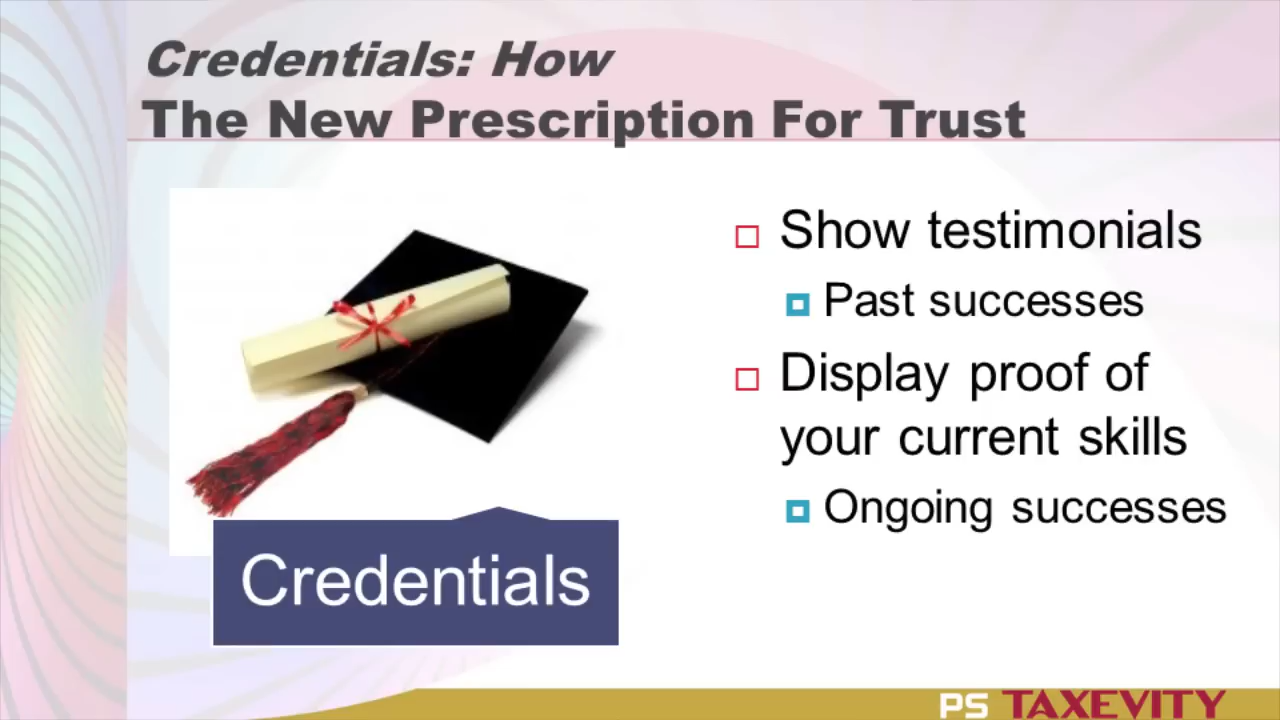 Credentials: How
The New Prescription For Trust
Show testimonials
Past successes
Display proof of
your current skills
Ongoing successes
Credentials
PS TAXEVITY